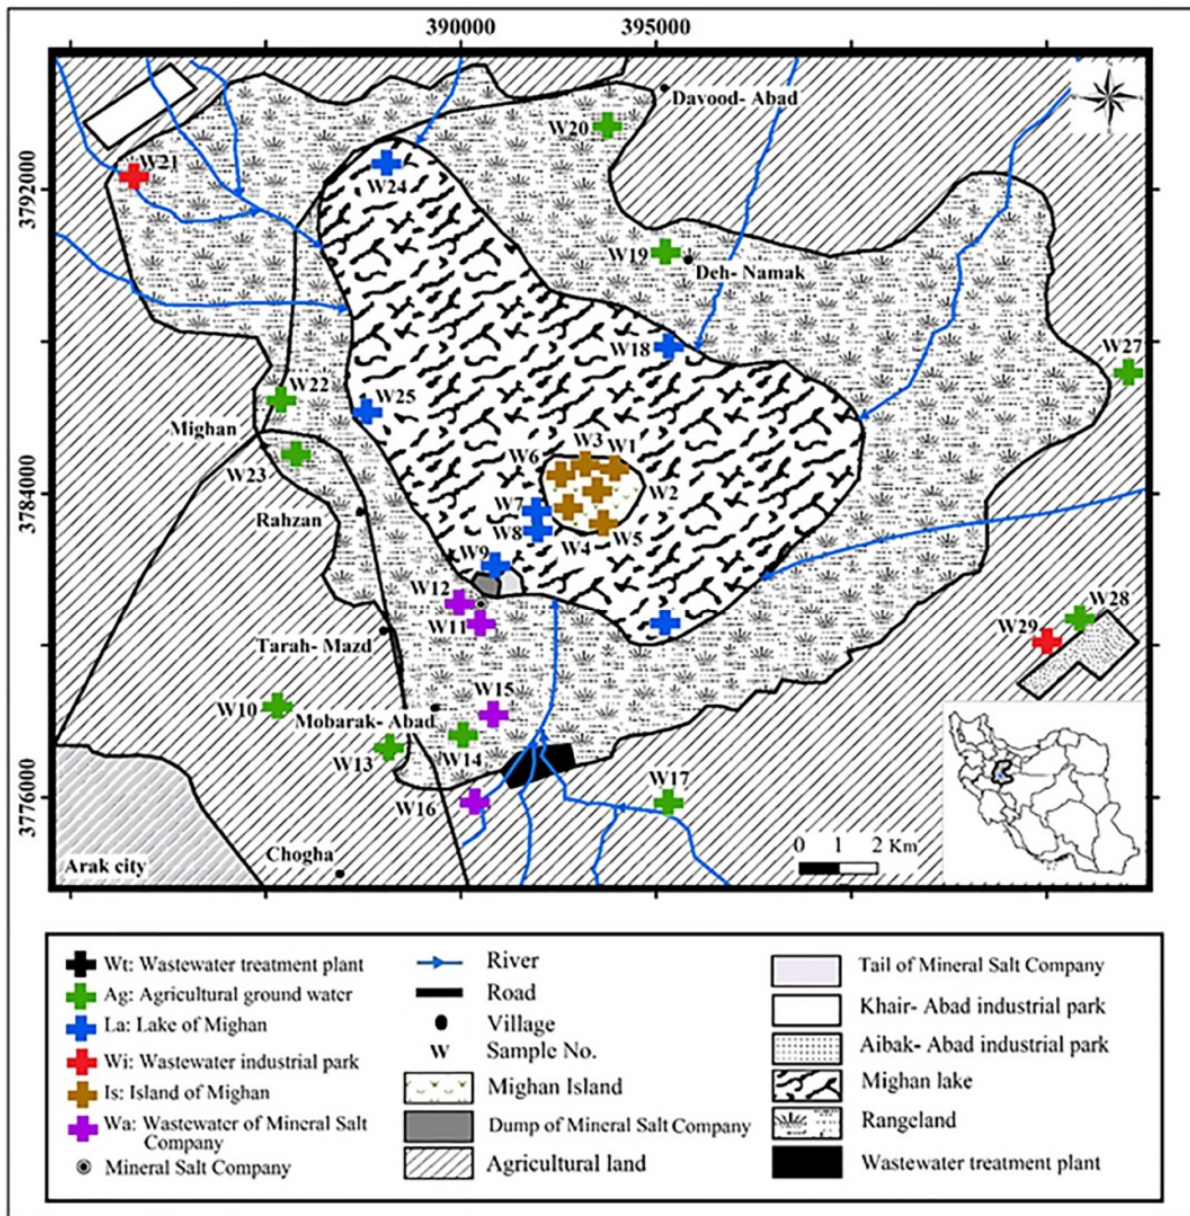 390000
395000
Davood- Abad
W20
W21
W24
3792000
W19
Deh- Namak
W18
W27
W22
W25
Mighan
W3
W1
W6
W23
W2
3784000
W7
Rahzan
W8
W4
W5
W9
W12
W28
W11
W29
Tarah- Mazd
W15
W10
Mobarak- Abad
W14
W13
W17
3776000
W16
Chogha
0 1 2 Km
Arak city
Wt: Wastewater treatment plant
Ag: Agricultural ground water
La: Lake of Mighan
Wi: Wastewater industrial park
Is: Island of Mighan
Wa: Wastewater of Mineral Salt
Company
Mineral Salt Company
River
Road
Village
W Sample No.
Mighan Island
Dump of Mineral Salt Company
Agricultural land
Tail of Mineral Salt Company
Khair- Abad industrial park
Aibak- Abad industrial park
Mighan lake
Rangeland
Wastewater treatment plant